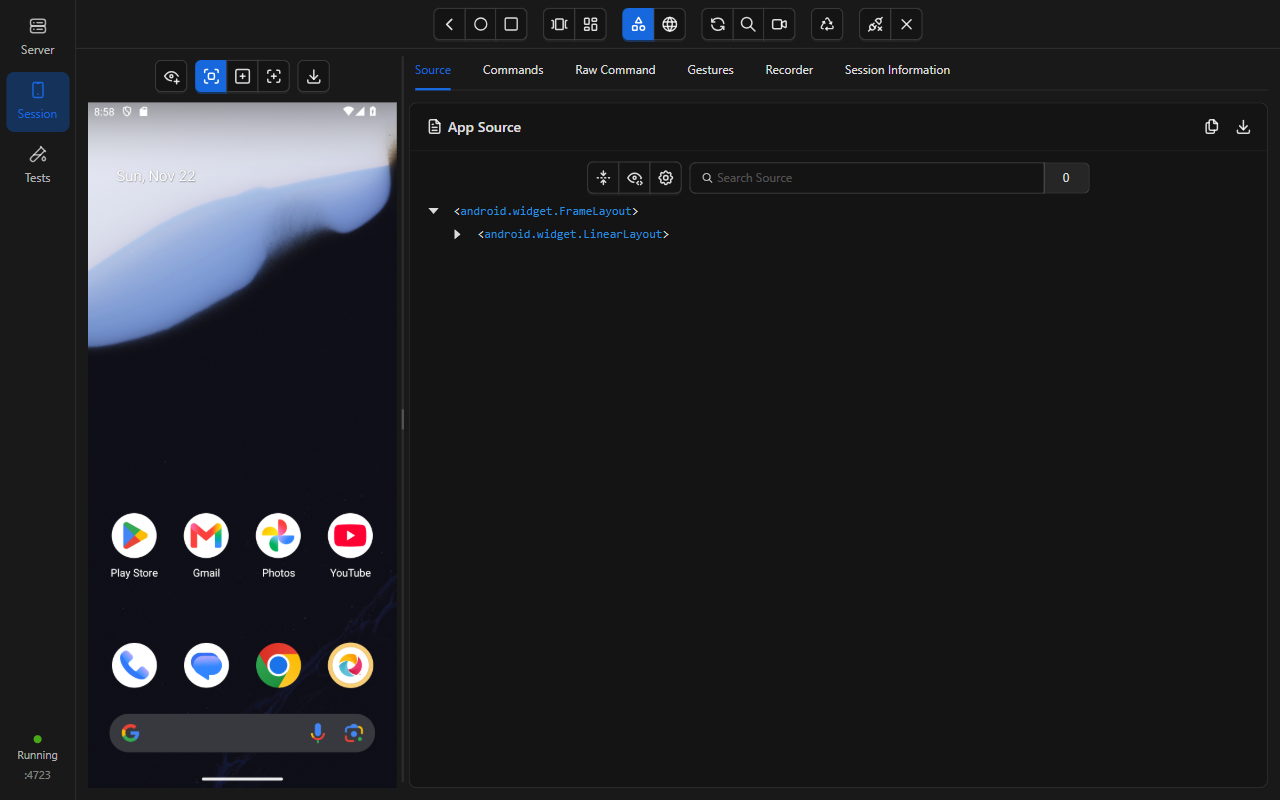 Server
Session
Tests
Running
:4723
8:58
Sun, Nov 22
Play Store
Gmail
Photos
YouTube
Source
Commands
Raw Command
Gestures
Recorder
Session Information
App Source
Search Source
0
<android.widget.FrameLayout>
<android.widget.LinearLayout>